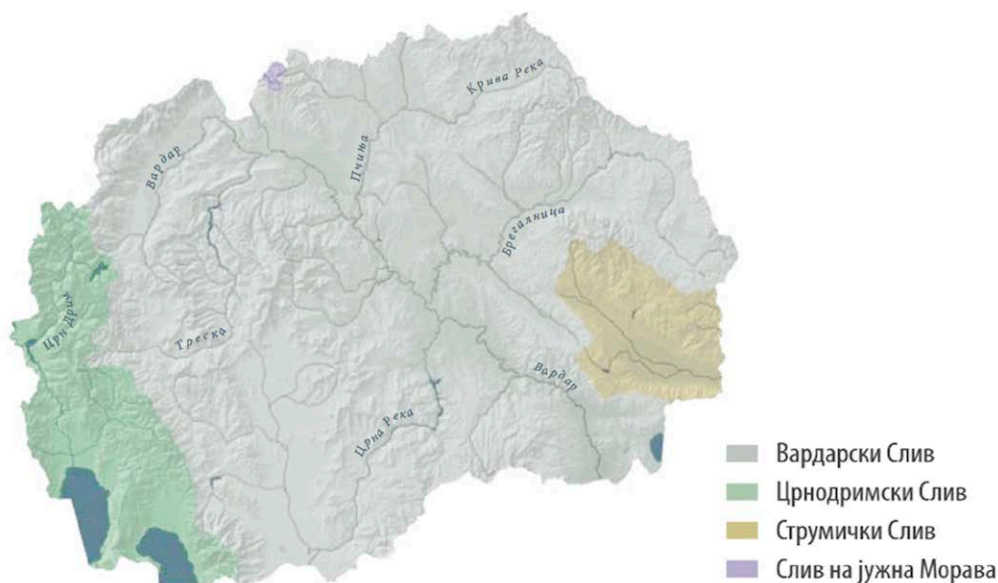 Крива Река
Пчиња
Вардар
Брегалница
Црн Дрим
Треска
Вардар
Црна Река
Вардарски Слив
Црнодримски Слив
Струмички Слив
Слив на јужна Морава